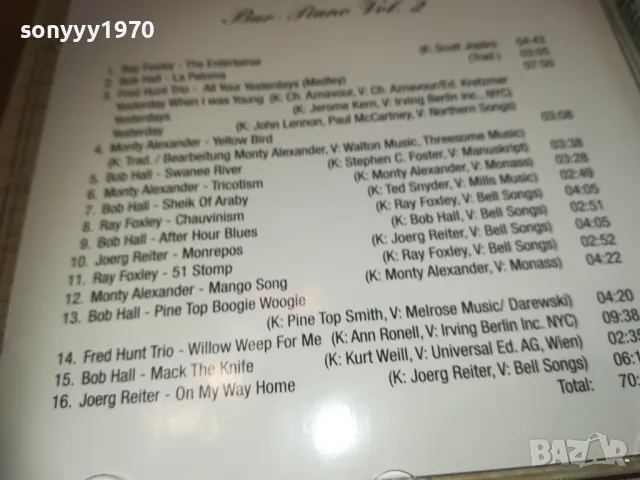 sonyyy1970
Bar-Piano Vol. 2
1. Ray Foxley - The Entertainer (K: Scott Joplin) 04:42
2. Bob Hall - La Paloma (Trad.) 03:05
3. Fred Hunt Trio - All Your Yesterdays (Medley) 07:50
Yesterday When I was Young (K: Ch. Aznavour, V: Ch. Aznavour/Ed. Kretzmer
Yesterdays (K: Jerome Kern, V: Irving Berlin Inc., NYC)
Yesterday (K: John Lennon, Paul McCartney, V: Northern Songs)
4. Monty Alexander - Yellow Bird 03:08
(K: Trad. / Bearbeitung Monty Alexander, V: Walton Music, Threesome Music)
5. Bob Hall - Swanee River (K: Stephen C. Foster, V: Manuskript) 03:38
6. Monty Alexander - Tricotism (K: Monty Alexander, V: Monass) 03:28
7. Bob Hall - Sheik Of Araby (K: Ted Snyder, V: Mills Music) 02:49
8. Ray Foxley - Chauvinism (K: Ray Foxley, V: Bell Songs) 04:05
9. Bob Hall - After Hour Blues (K: Bob Hall, V: Bell Songs) 02:51
10. Joerg Reiter - Monrepos (K: Joerg Reiter, V: Bell Songs) 04:05
11. Ray Foxley - 51 Stomp (K: Ray Foxley, V: Bell Songs) 02:52
12. Monty Alexander - Mango Song (K: Monty Alexander, V: Monass) 04:22
13. Bob Hall - Pine Top Boogie Woogie
(K: Pine Top Smith, V: Melrose Music/ Darewski) 04:20
14. Fred Hunt Trio - Willow Weep For Me (K: Ann Ronell, V: Irving Berlin Inc. NYC) 09:38
15. Bob Hall - Mack The Knife (K: Kurt Weill, V: Universal Ed. AG, Wien) 02:35
16. Joerg Reiter - On My Way Home (K: Joerg Reiter, V: Bell Songs) 06:1
Total: 70:
BAZAR
bg